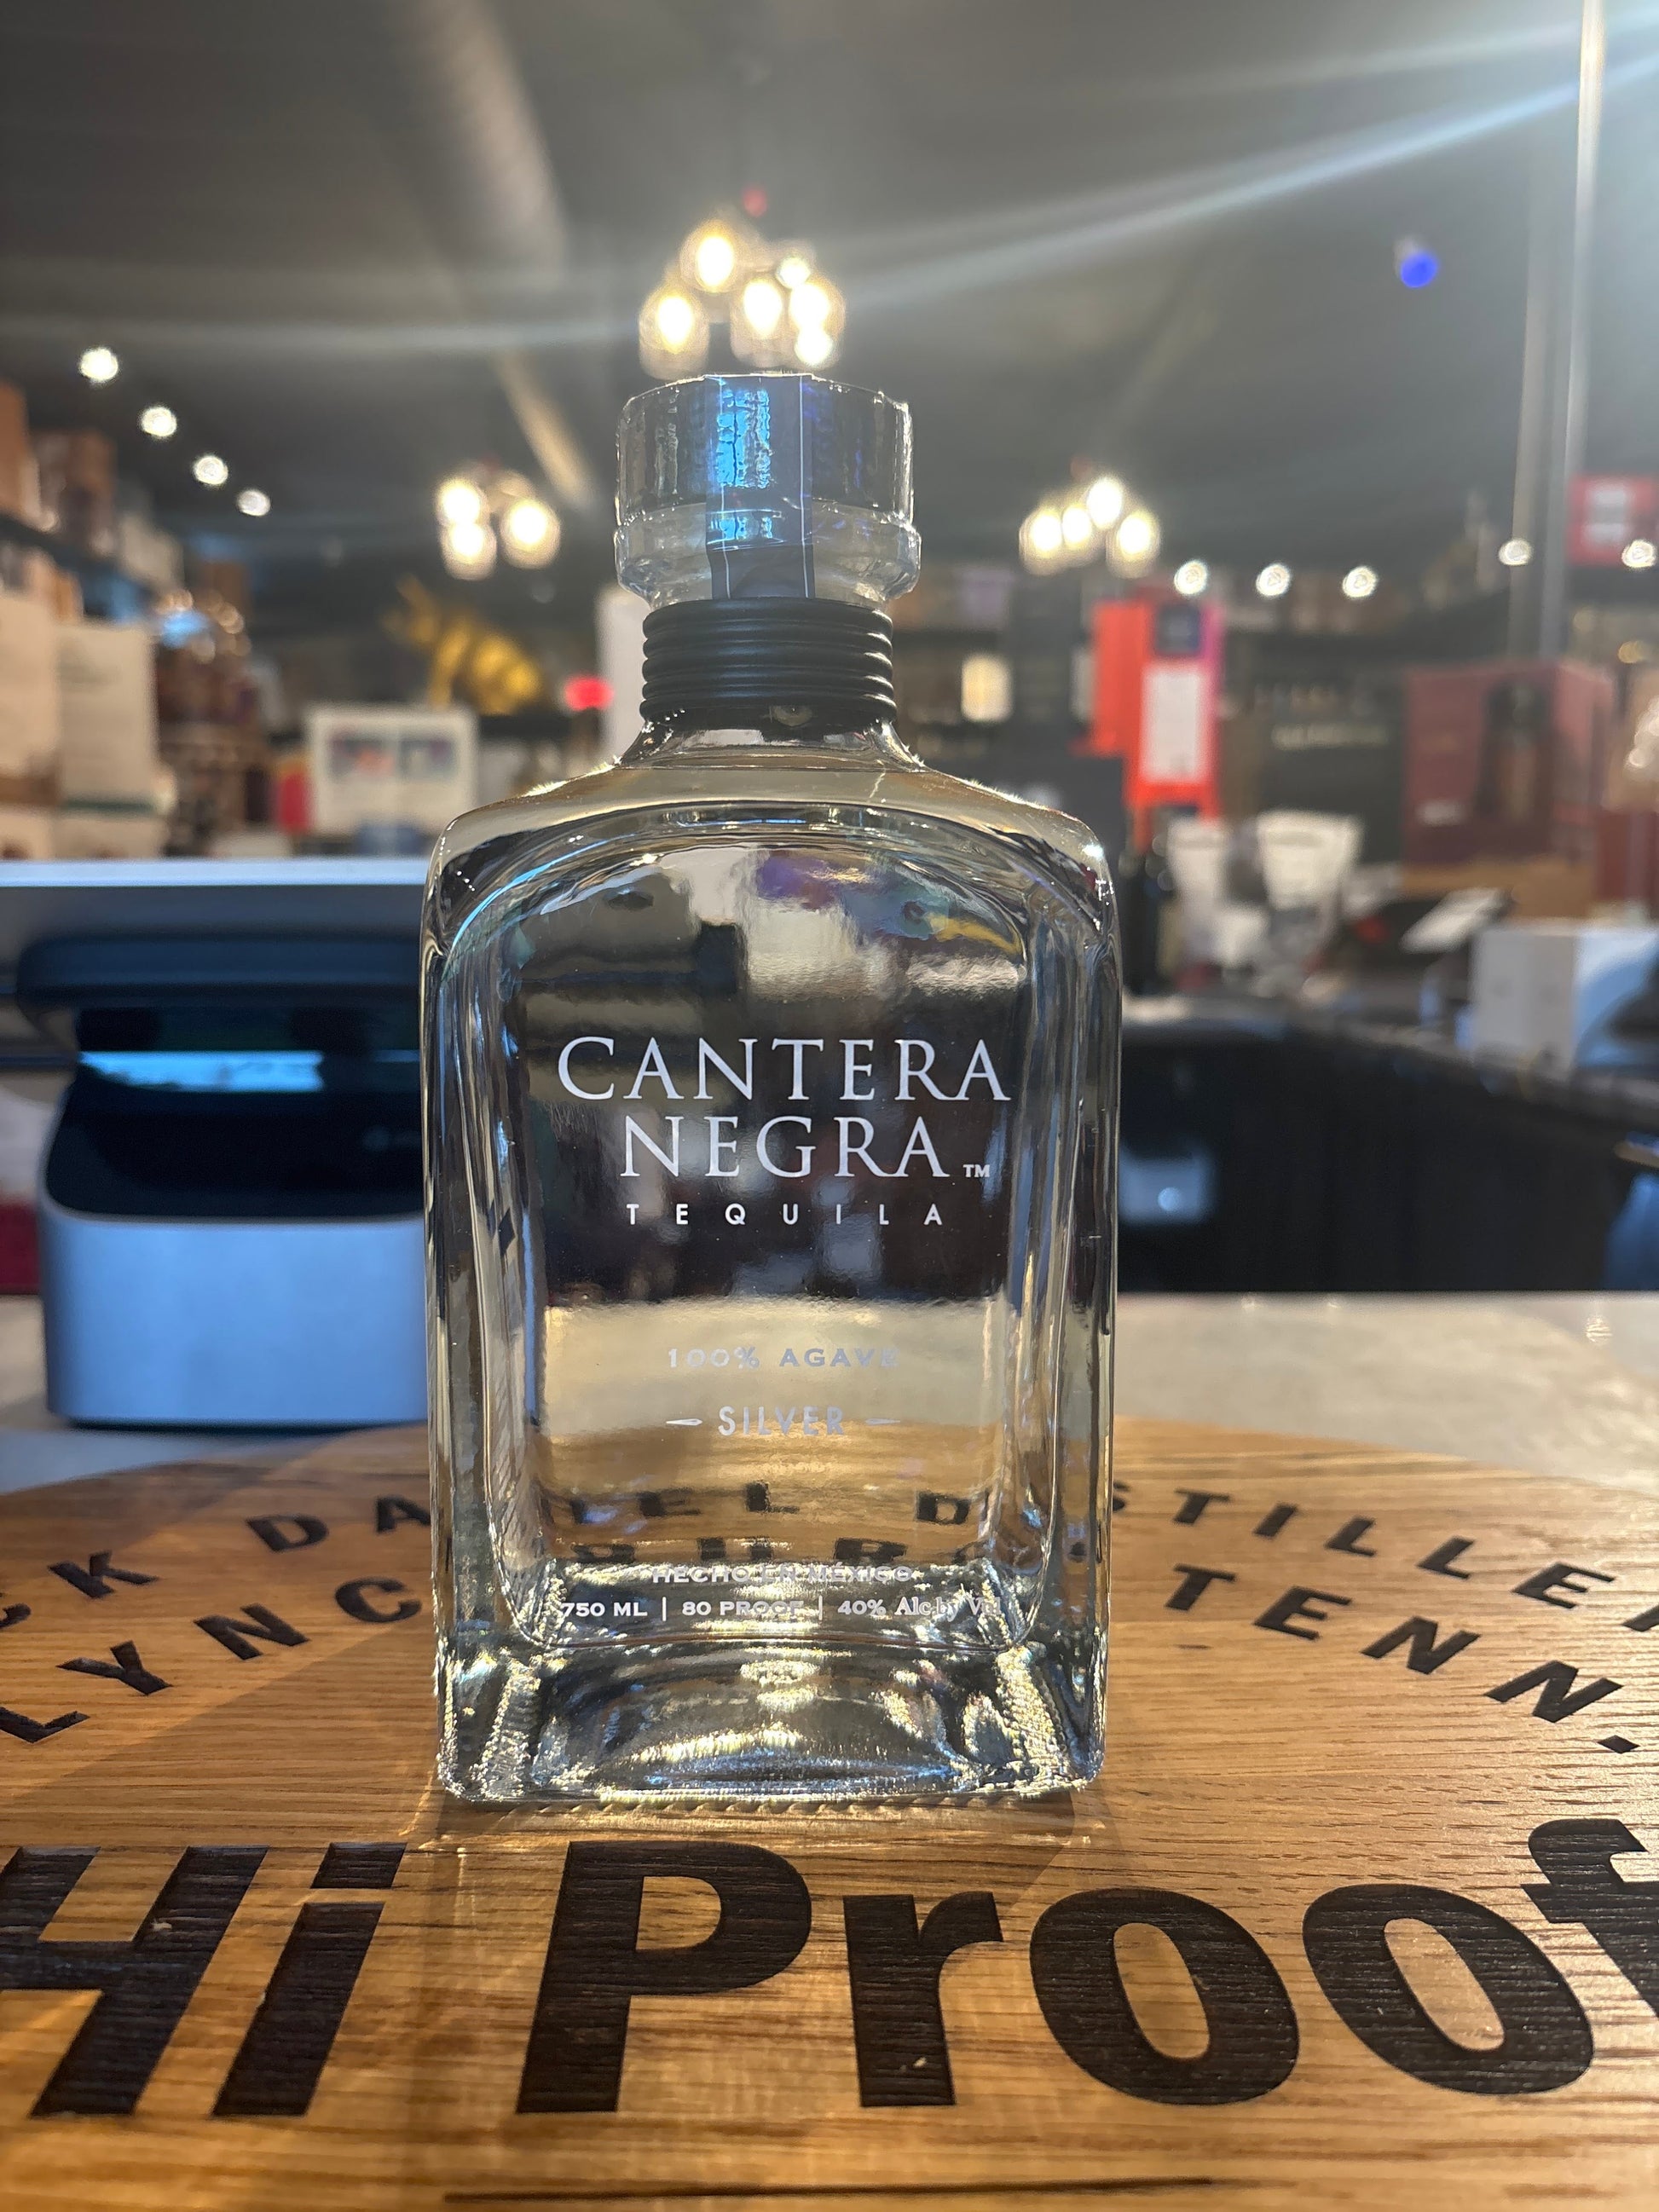 CANTERA
NEGRA™
TEQUILA
100% AGAVE
SILVER
HECHO EN MEXICO
750 ML | 80 PROOF | 40% Alc by Vol
Hi Proof